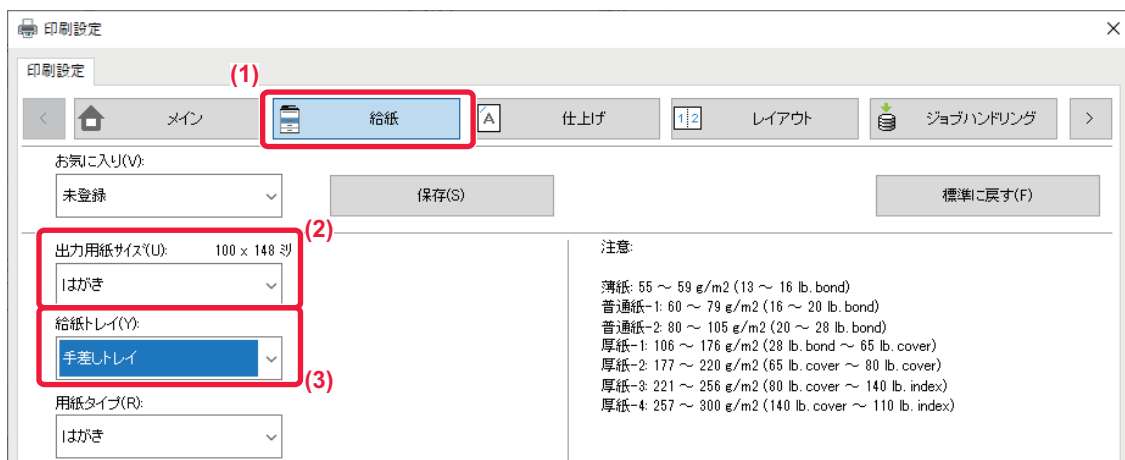 印刷設定
印刷設定
(1)
メイン
給紙
仕上げ
レイアウト
ジョブハンドリング
お気に入り(V):
未登録
保存(S)
標準に戻す(F)
(2)
出力用紙サイズ(U): 100 x 148 ミリ
はがき
給紙トレイ(Y):
手差しトレイ
(3)
用紙タイプ(R):
はがき
注意:
薄紙: 55 ～ 59 g/m2 (13 ～ 16 lb. bond)
普通紙-1: 60 ～ 79 g/m2 (16 ～ 20 lb. bond)
普通紙-2: 80 ～ 105 g/m2 (20 ～ 28 lb. bond)
厚紙-1: 106 ～ 176 g/m2 (28 lb. bond ～ 65 lb. cover)
厚紙-2: 177 ～ 220 g/m2 (65 lb. cover ～ 80 lb. cover)
厚紙-3: 221 ～ 256 g/m2 (80 lb. cover ～ 140 lb. index)
厚紙-4: 257 ～ 300 g/m2 (140 lb. cover ～ 110 lb. index)